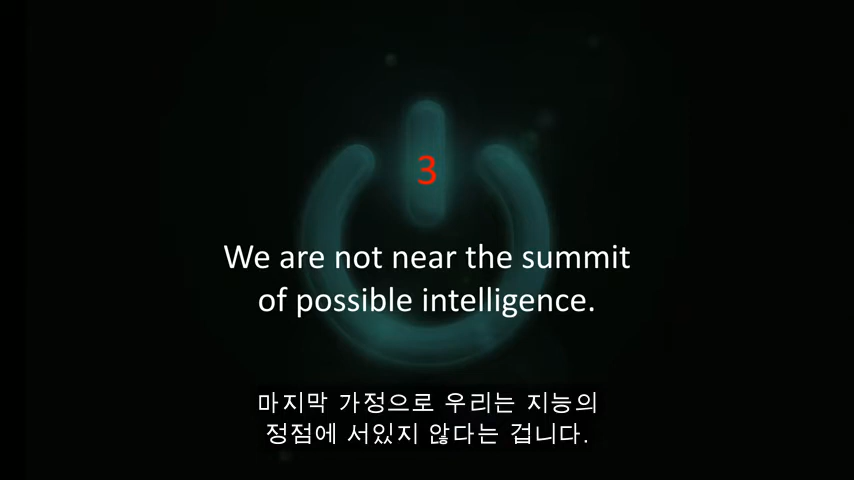 3
We are not near the summit
of possible intelligence.
마지막 가정으로 우리는 지능의
정점에 서있지 않다는 겁니다.